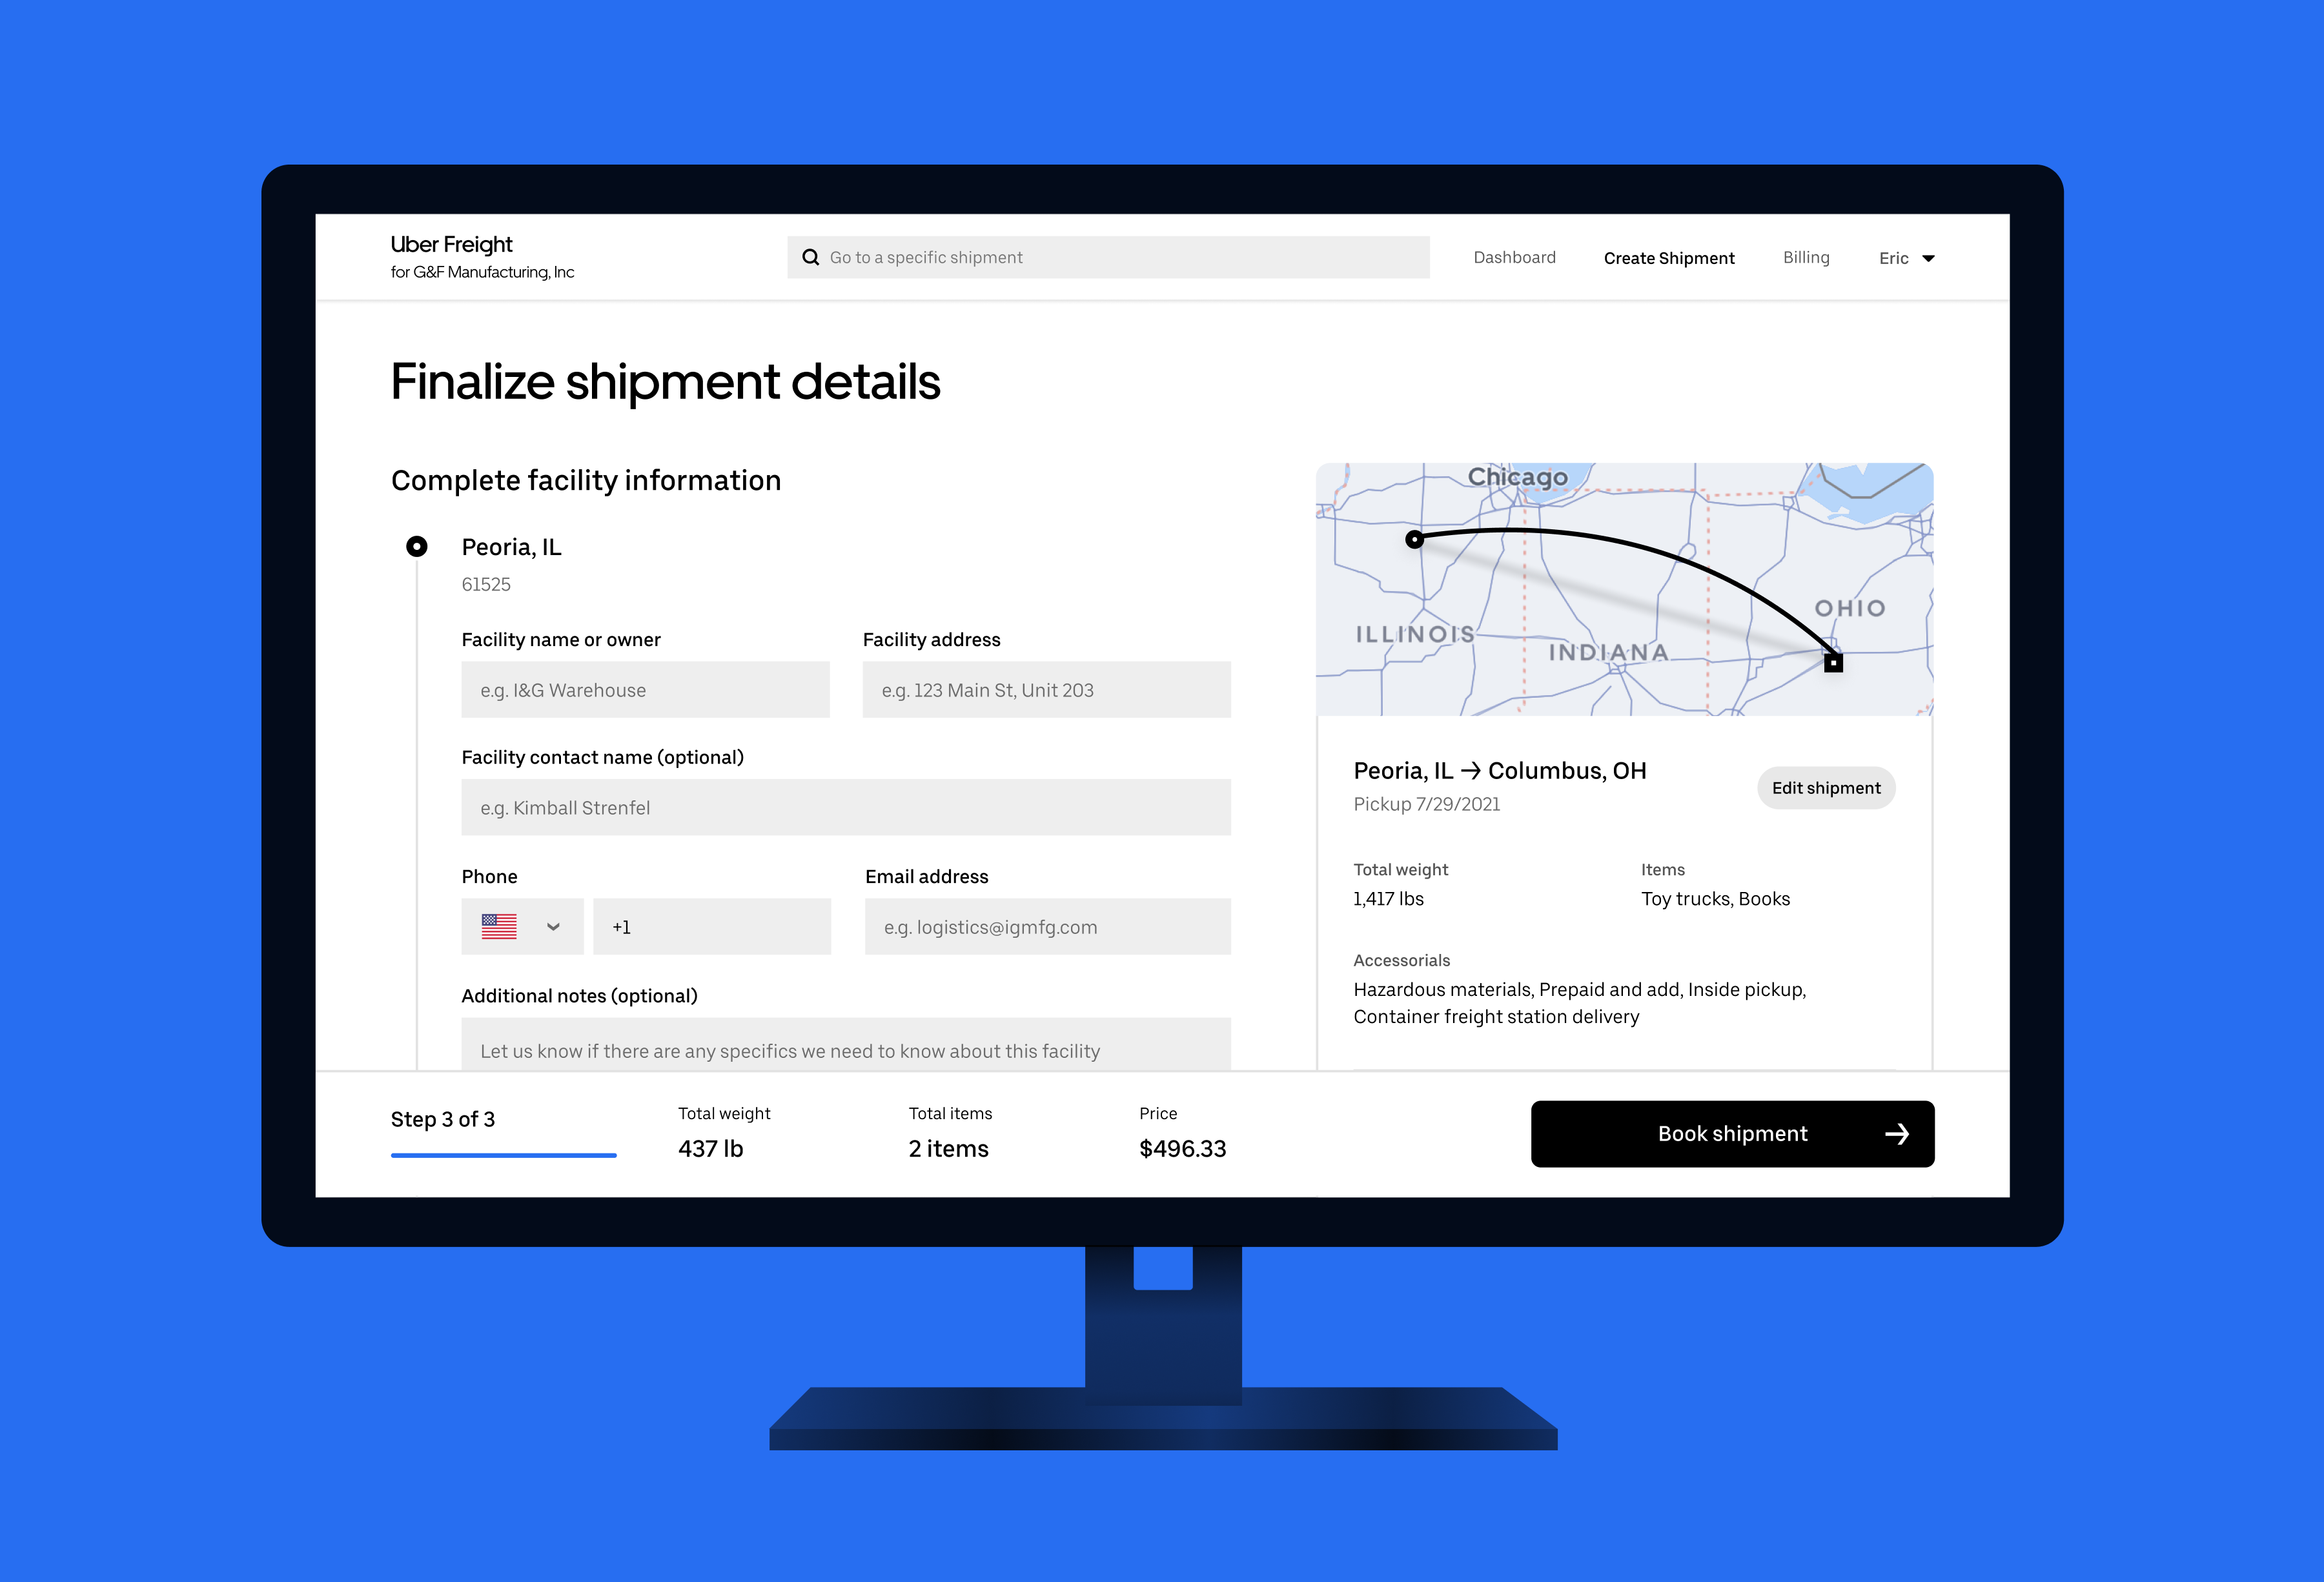 Uber Freight
for G&F Manufacturing, Inc
Go to a specific shipment
Dashboard
Create Shipment
Billing
Eric
Finalize shipment details
Complete facility information
Peoria, IL
61525
Facility name or owner
Facility address
e.g. I&G Warehouse
e.g. 123 Main St, Unit 203
Facility contact name (optional)
e.g. Kimball Strenfel
Phone
Email address
+1
e.g. logistics@igmfg.com
Additional notes (optional)
Let us know if there are any specifics we need to know about this facility
Chicago
OHIO
ILLINOIS
INDIANA
Peoria, IL → Columbus, OH
Pickup 7/29/2021
Edit shipment
Total weight
Items
1,417 lbs
Toy trucks, Books
Accessorials
Hazardous materials, Prepaid and add, Inside pickup,
Container freight station delivery
Step 3 of 3
Total weight
437 lb
Total items
2 items
Price
$496.33
Book shipment →